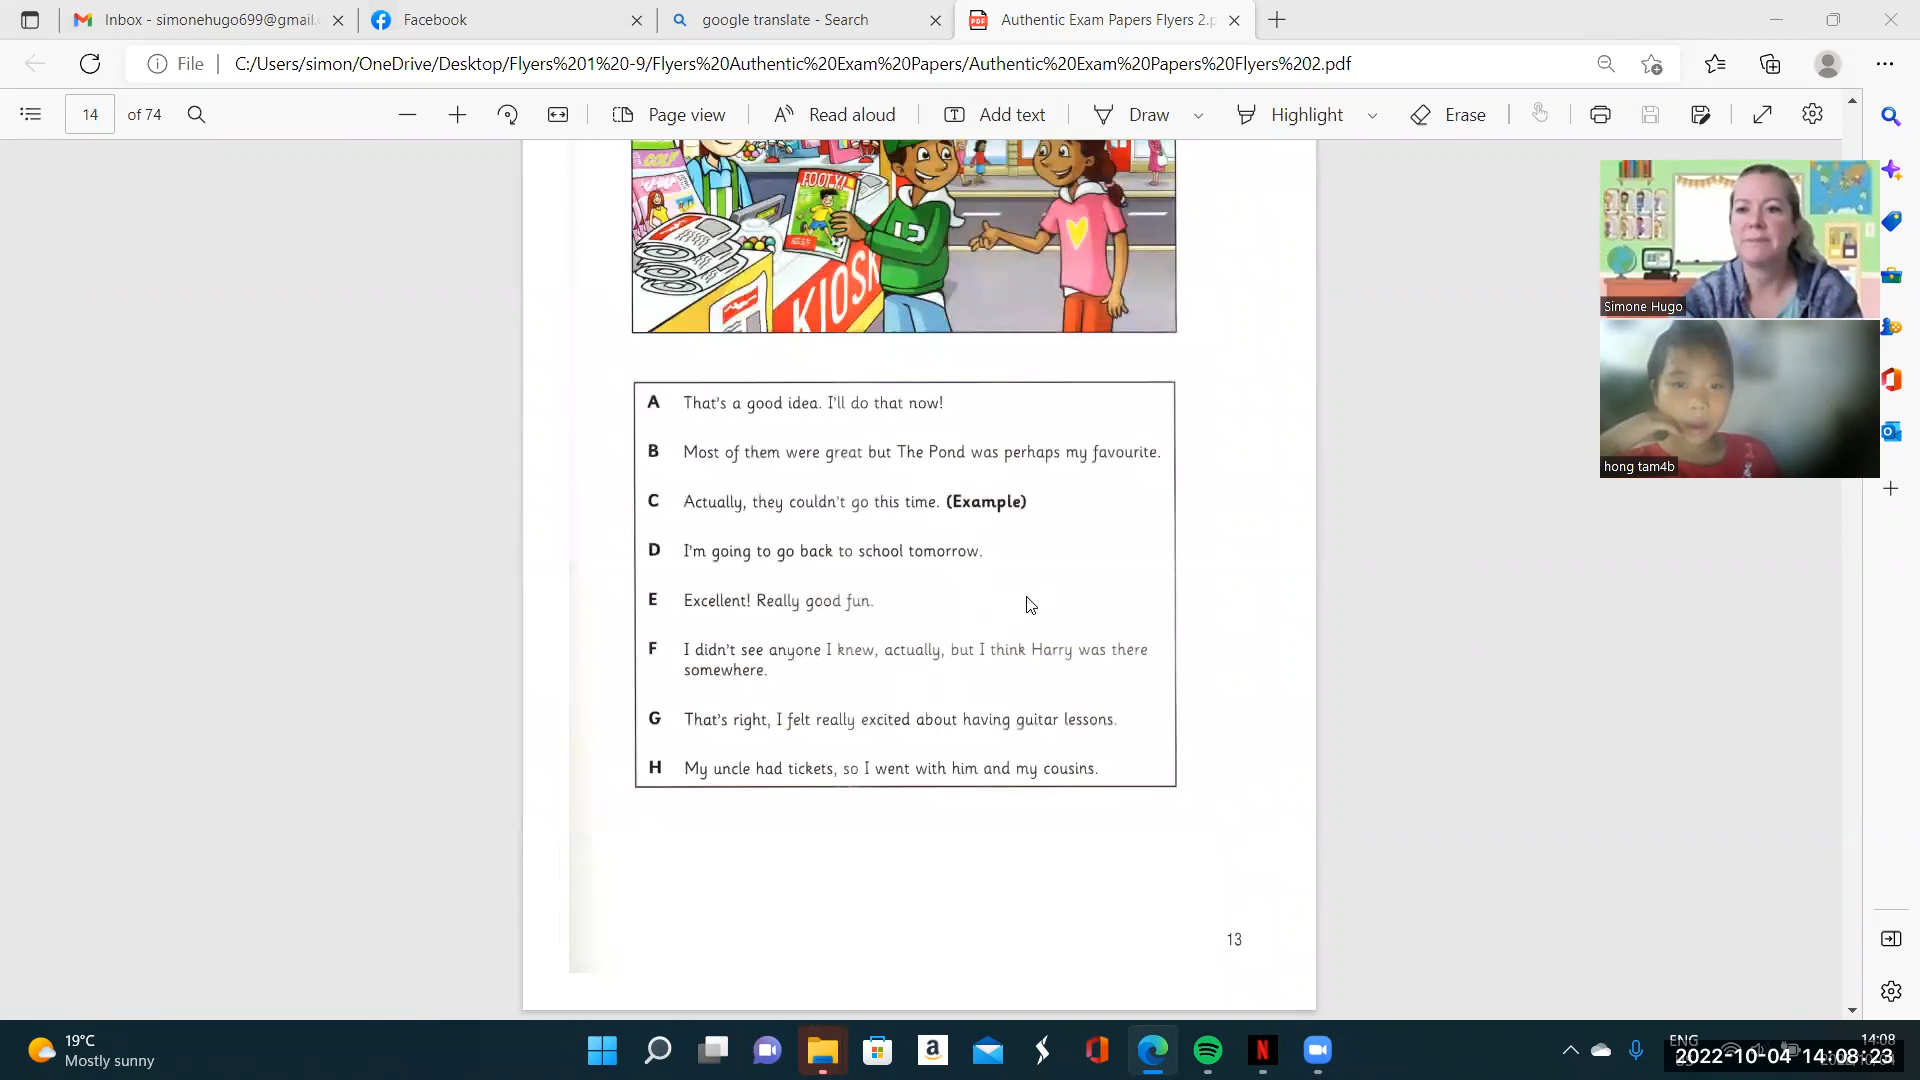 Inbox - simonehugo699@gmail.
Facebook
google translate - Search
Authentic Exam Papers Flyers 2.p
File
C:/Users/simon/OneDrive/Desktop/Flyers%201%20-9/Flyers%20Authentic%20Exam%20Papers/Authentic%20Exam%20Papers%20Flyers%202.pdf
14 of 74
Page view
Read aloud
Add text
Draw
Highlight
Erase
GOLF
FOOTY!
12
KIOSK
Simone Hugo
hong tam4b
A That's a good idea. I'll do that now!
B Most of them were great but The Pond was perhaps my favourite.
C Actually, they couldn't go this time. (Example)
D I'm going to go back to school tomorrow.
E Excellent! Really good fun.
F I didn't see anyone I knew, actually, but I think Harry was there
somewhere.
G That's right, I felt really excited about having guitar lessons.
H My uncle had tickets, so I went with him and my cousins.
13
19°C
Mostly sunny
ENG
14:08
2022-10-04 14:08:23